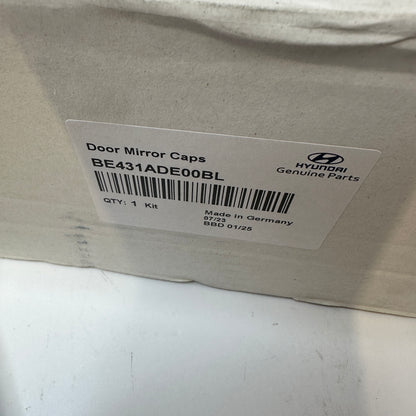 Door Mirror Caps
BE431ADE00BL
QTY: 1 Kit
HYUNDAI
Genuine Parts
Made in Germany
07/23
BBD 01/25